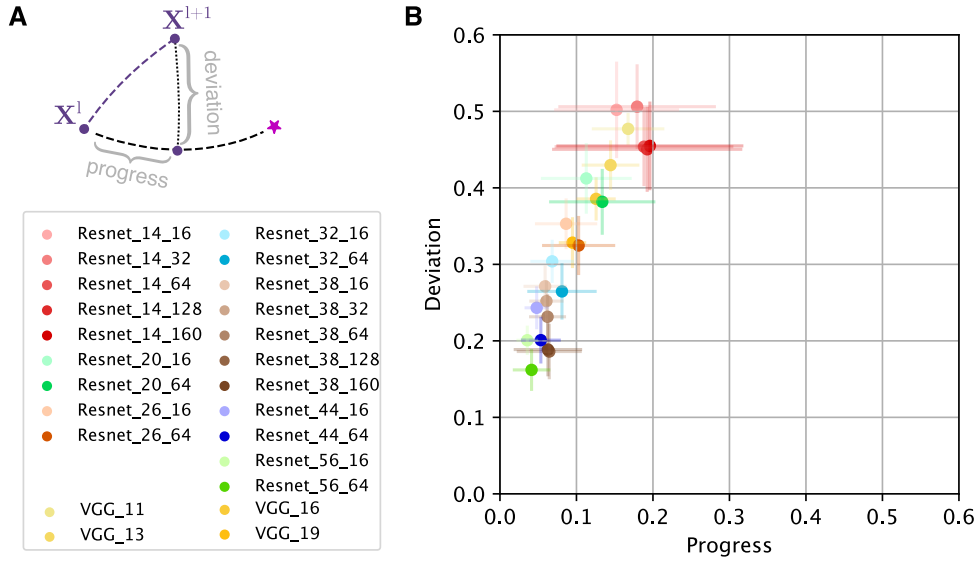 A
X^{l+1}
deviation
X^l
progress
Resnet_14_16
Resnet_14_32
Resnet_14_64
Resnet_14_128
Resnet_14_160
Resnet_20_16
Resnet_20_64
Resnet_26_16
Resnet_26_64
VGG_11
VGG_13
Resnet_32_16
Resnet_32_64
Resnet_38_16
Resnet_38_32
Resnet_38_64
Resnet_38_128
Resnet_38_160
Resnet_44_16
Resnet_44_64
Resnet_56_16
Resnet_56_64
VGG_16
VGG_19
B
Deviation
0.6
0.5
0.4
0.3
0.2
0.1
0.0
0.0 0.1 0.2 0.3 0.4 0.5 0.6
Progress